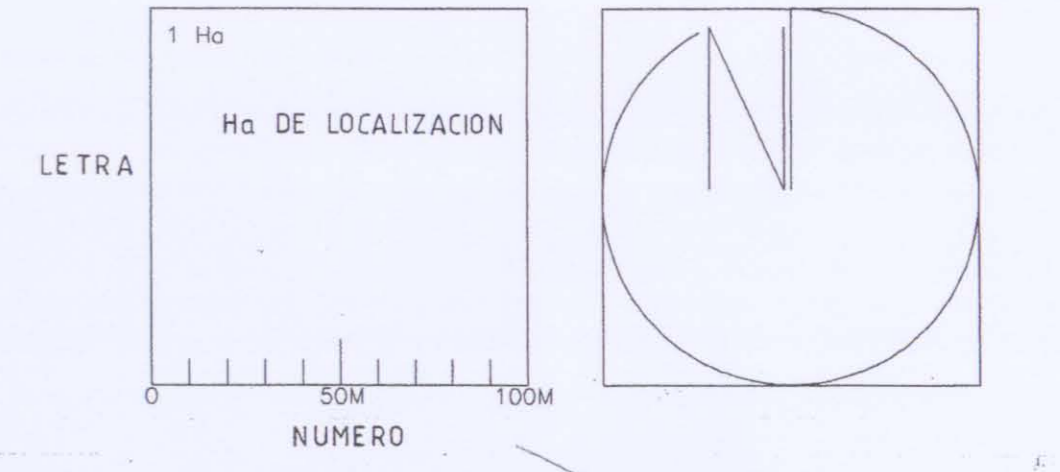 1 Ha
Ha DE LOCALIZACION
LETRA
N
0 50M 100M
NUMERO